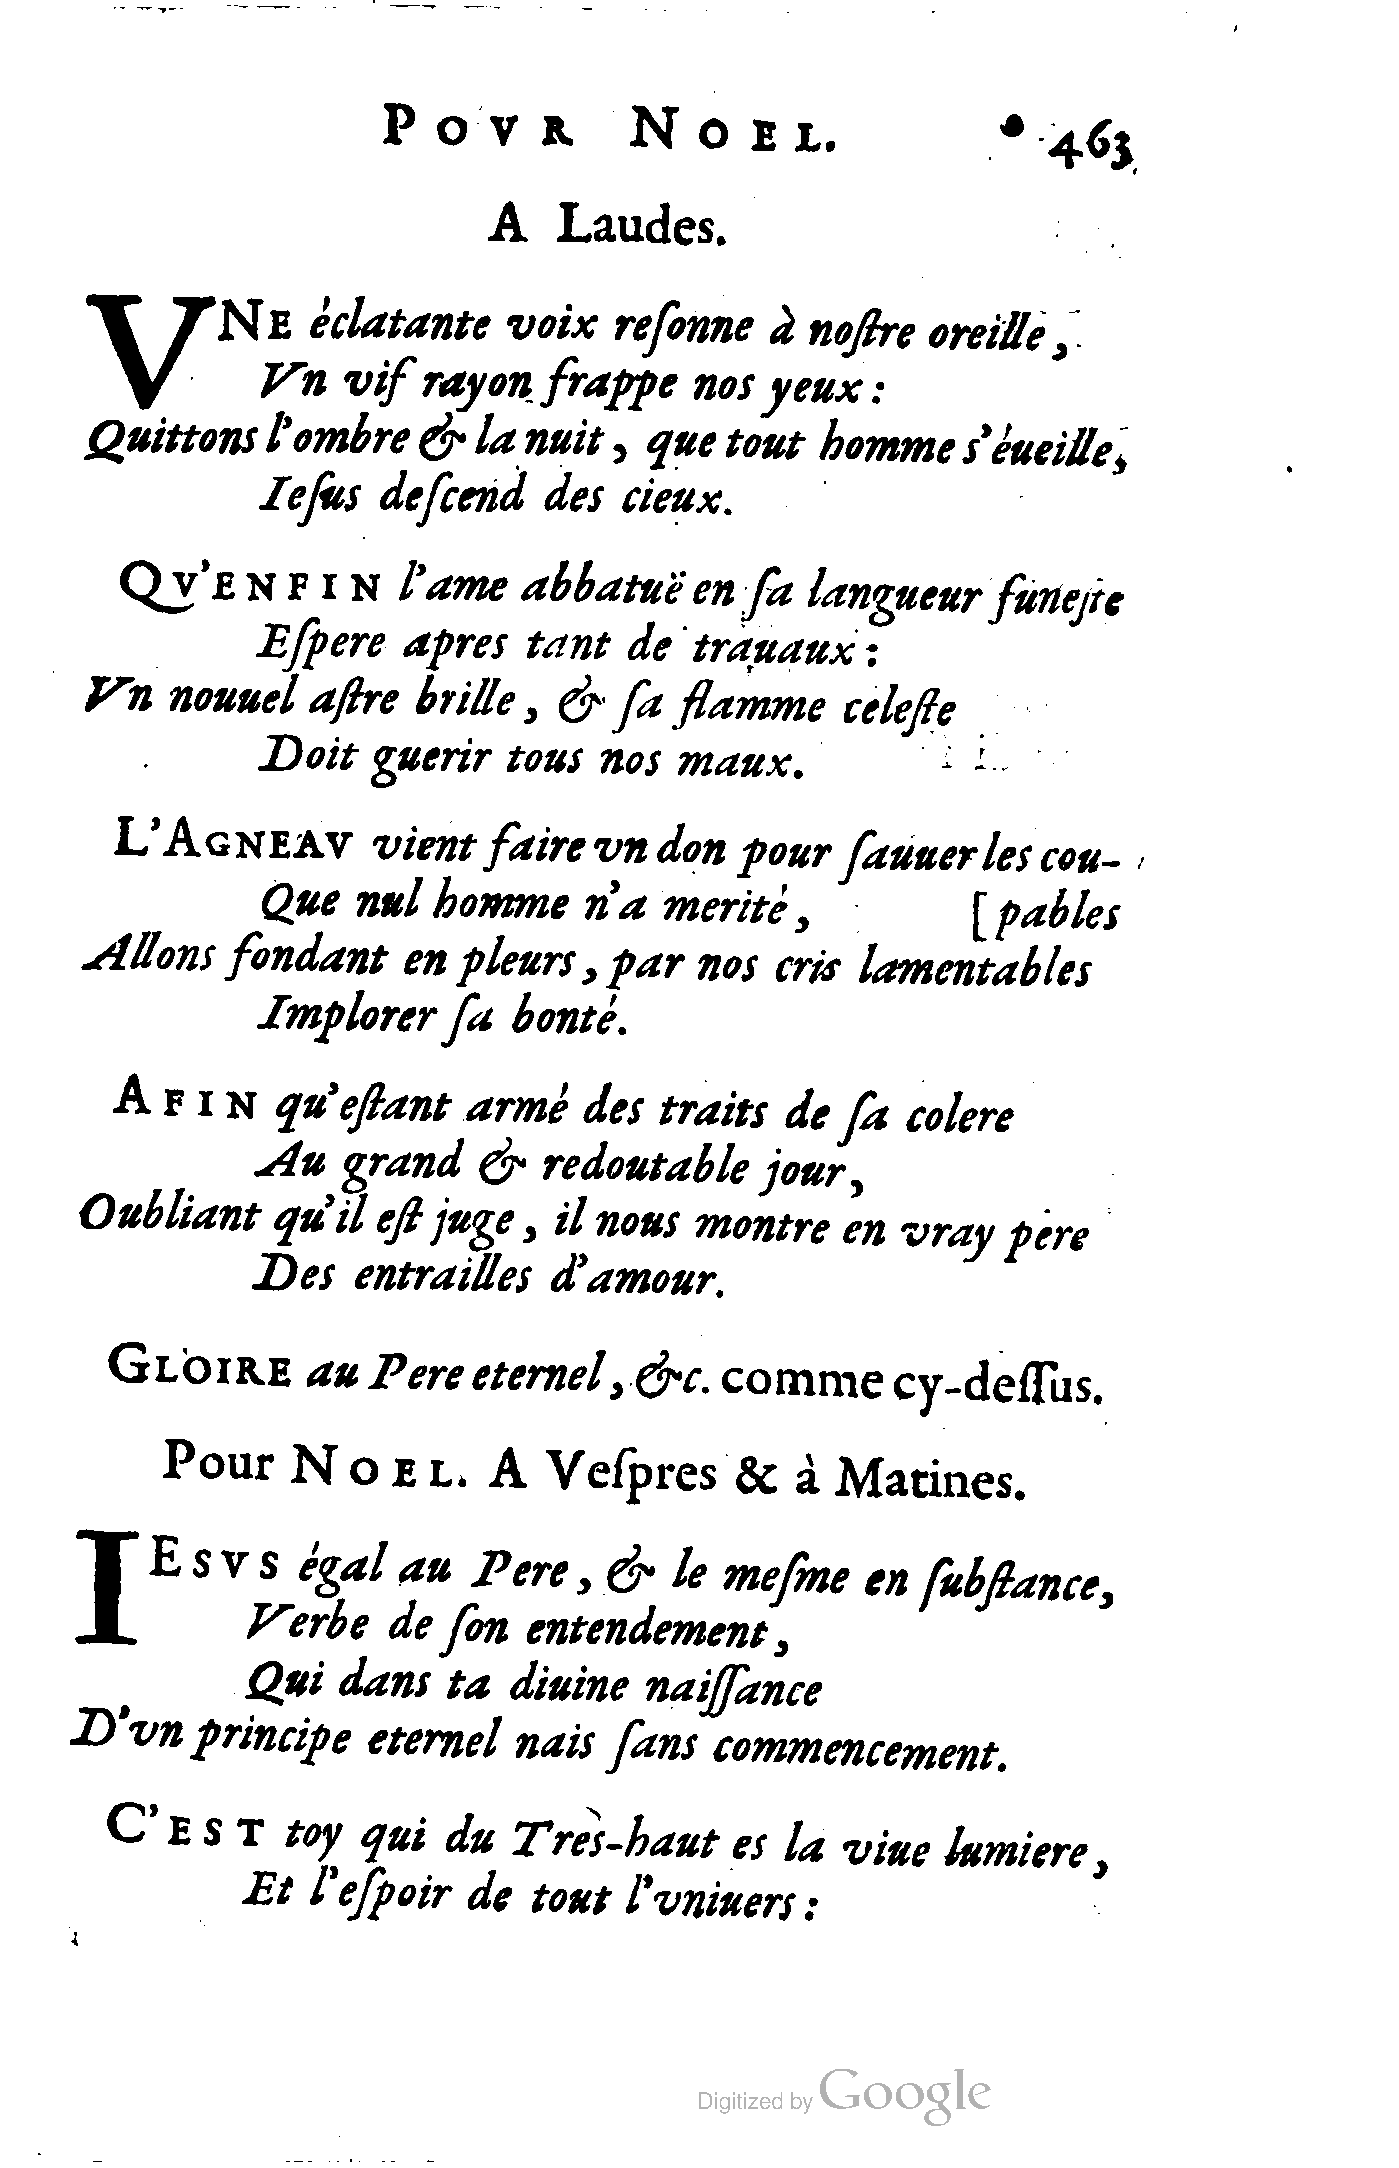 POVR NOEL. 463
A Laudes.
VNE éclatante voix reſonne à noſtre oreille,
Vn vif rayon frappe nos yeux :
Quittons l'ombre & la nuit, que tout homme s'éueille,
Ieſus deſcend des cieux.
QV'ENFIN l'ame abbatuë en ſa langueur funeſte
Eſpere apres tant de trauaux :
Vn nouuel aſtre brille, & ſa flamme celeſte
Doit guerir tous nos maux.
L'AGNEAV vient faire vn don pour ſauuer les cou-
Que nul homme n'a merité, [pables
Allons fondant en pleurs, par nos cris lamentables
Implorer ſa bonté.
AFIN qu'eſtant armé des traits de ſa colere
Au grand & redoutable jour,
Oubliant qu'il eſt juge, il nous montre en vray pere
Des entrailles d'amour.
GLOIRE au Pere eternel, &c. comme cy-deſſus.
Pour NOEL. A Veſpres & à Matines.
IESVS égal au Pere, & le meſme en ſubſtance,
Verbe de ſon entendement,
Qui dans ta diuine naiſſance
D'vn principe eternel nais ſans commencement.
C'EST toy qui du Très-haut es la viue lumiere,
Et l'eſpoir de tout l'vniuers :
Digitized by Google